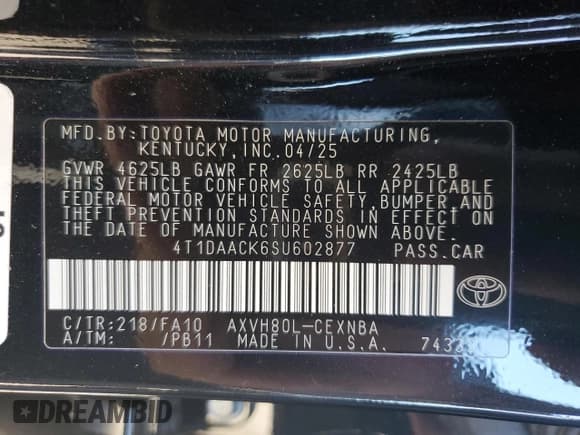 MFD.BY:TOYOTA MOTOR MANUFACTURING,
KENTUCKY,INC.04/25
GVWR 4625LB GAWR FR 2625LB RR 2425LB
THIS VEHICLE CONFORMS TO ALL APPLICABLE
FEDERAL MOTOR VEHICLE SAFETY,BUMPER,AND
THEFT PREVENTION STANDARDS IN EFFECT ON
THE DATE OF MANUFACTURE SHOWN ABOVE.
4T1DAACK6SU602877 PASS.CAR
C/TR:218/FA10 AXVH80L-CEXNBA
A/TM: /PB11 MADE IN U.S.A.
DREAMBID